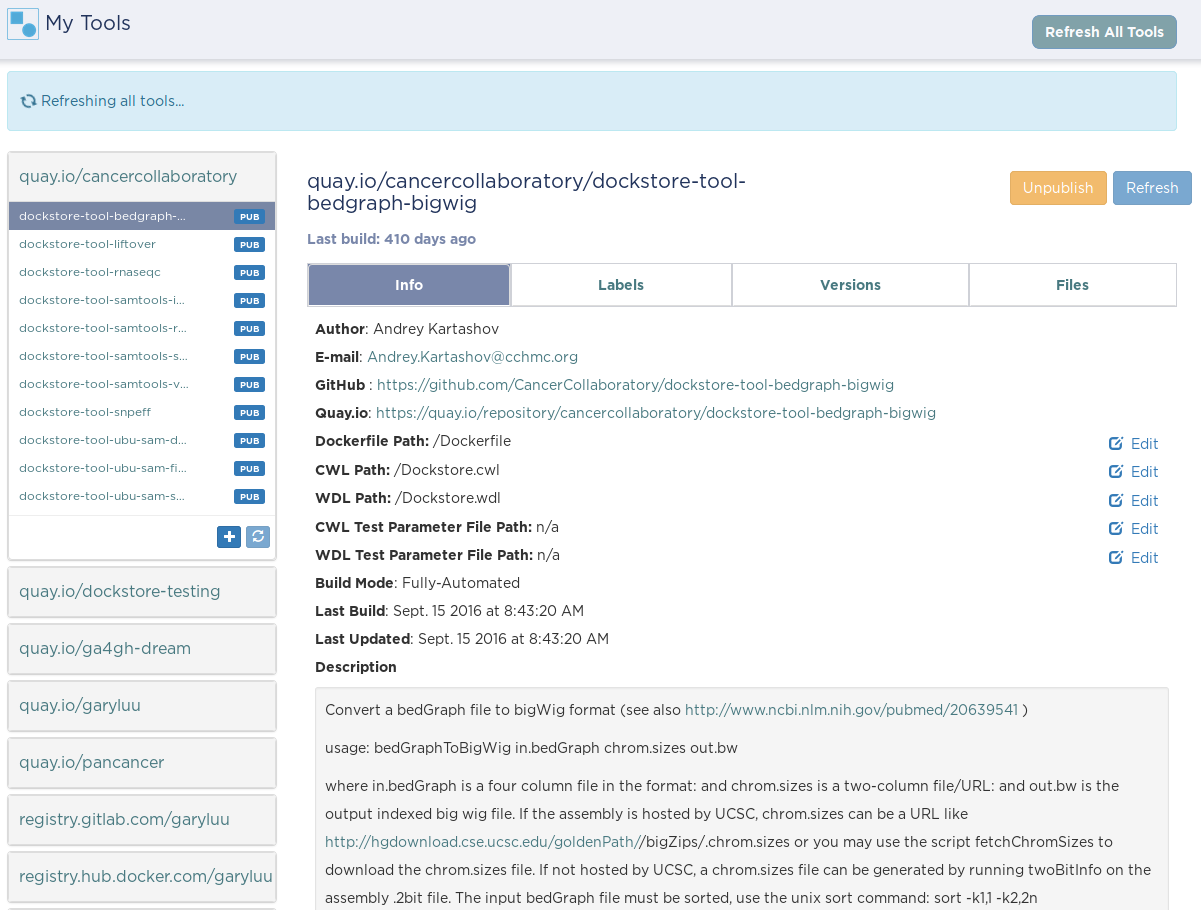 My Tools
Refresh All Tools
Refreshing all tools...
quay.io/cancercollaboratory
dockstore-tool-bedgraph-... PUB
dockstore-tool-liftover PUB
dockstore-tool-rnaseqc PUB
dockstore-tool-samtools-i... PUB
dockstore-tool-samtools-r... PUB
dockstore-tool-samtools-s... PUB
dockstore-tool-samtools-v... PUB
dockstore-tool-snpeff PUB
dockstore-tool-ubu-sam-d... PUB
dockstore-tool-ubu-sam-fi... PUB
dockstore-tool-ubu-sam-s... PUB
quay.io/dockstore-testing
quay.io/ga4gh-dream
quay.io/garyluu
quay.io/pancancer
registry.gitlab.com/garyluu
registry.hub.docker.com/garyluu
quay.io/cancercollaboratory/dockstore-tool-
bedgraph-bigwig
Unpublish Refresh
Last build: 410 days ago
Info Labels Versions Files
Author: Andrey Kartashov
E-mail: Andrey.Kartashov@cchmc.org
GitHub : https://github.com/CancerCollaboratory/dockstore-tool-bedgraph-bigwig
Quay.io: https://quay.io/repository/cancercollaboratory/dockstore-tool-bedgraph-bigwig
Dockerfile Path: /Dockerfile Edit
CWL Path: /Dockstore.cwl Edit
WDL Path: /Dockstore.wdl Edit
CWL Test Parameter File Path: n/a Edit
WDL Test Parameter File Path: n/a Edit
Build Mode: Fully-Automated
Last Build: Sept. 15 2016 at 8:43:20 AM
Last Updated: Sept. 15 2016 at 8:43:20 AM
Description
Convert a bedGraph file to bigWig format (see also http://www.ncbi.nlm.nih.gov/pubmed/20639541 )
usage: bedGraphToBigWig in.bedGraph chrom.sizes out.bw
where in.bedGraph is a four column file in the format: and chrom.sizes is a two-column file/URL: and out.bw is the
output indexed big wig file. If the assembly is hosted by UCSC, chrom.sizes can be a URL like
http://hgdownload.cse.ucsc.edu/goldenPath//bigZips/.chrom.sizes or you may use the script fetchChromSizes to
download the chrom.sizes file. If not hosted by UCSC, a chrom.sizes file can be generated by running twoBitInfo on the
assembly .2bit file. The input bedGraph file must be sorted, use the unix sort command: sort -k1,1 -k2,2n